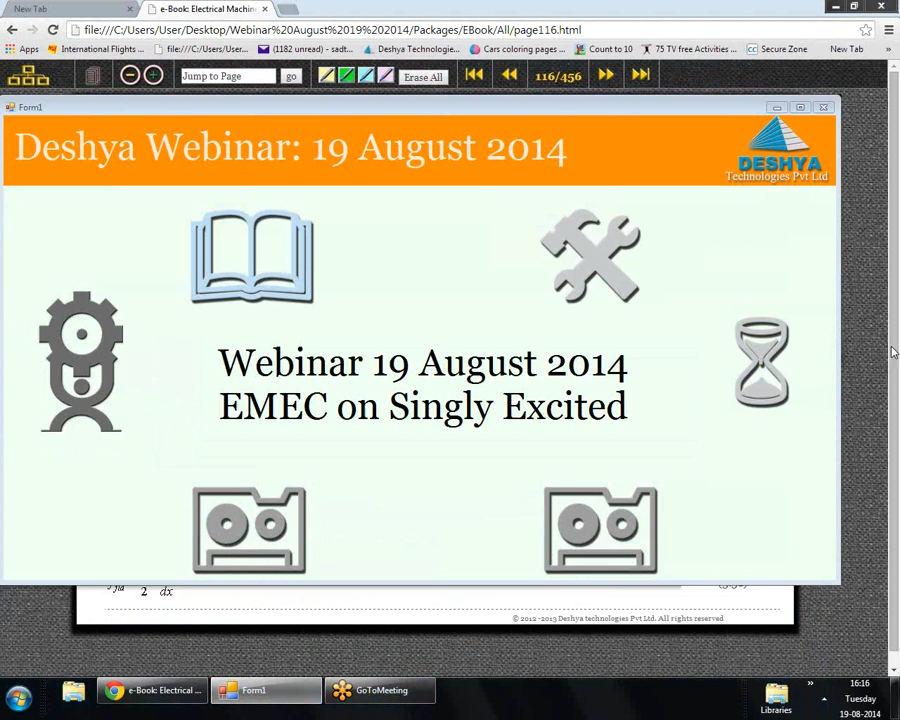 New Tab
e-Book: Electrical Machin
file:///C:/Users/User/Desktop/Webinar%20August%2019%202014/Packages/EBook/All/page116.html
Apps
International Flights ...
file:///C:/Users/User...
(1182 unread) - sadt...
Deshya Technologie...
Cars coloring pages ...
Count to 10
75 TV free Activities ...
Secure Zone
New Tab
Jump to Page
go
Erase All
116/456
Form1
Deshya Webinar: 19 August 2014
DESHYA
Technologies Pvt Ltd
Webinar 19 August 2014
EMEC on Singly Excited
2 dx
© 2012 -2013 Deshya technologies Pvt Ltd. All rights reserved
e-Book: Electrical ...
Form1
GoToMeeting
Libraries
16:16
Tuesday
19-08-2014